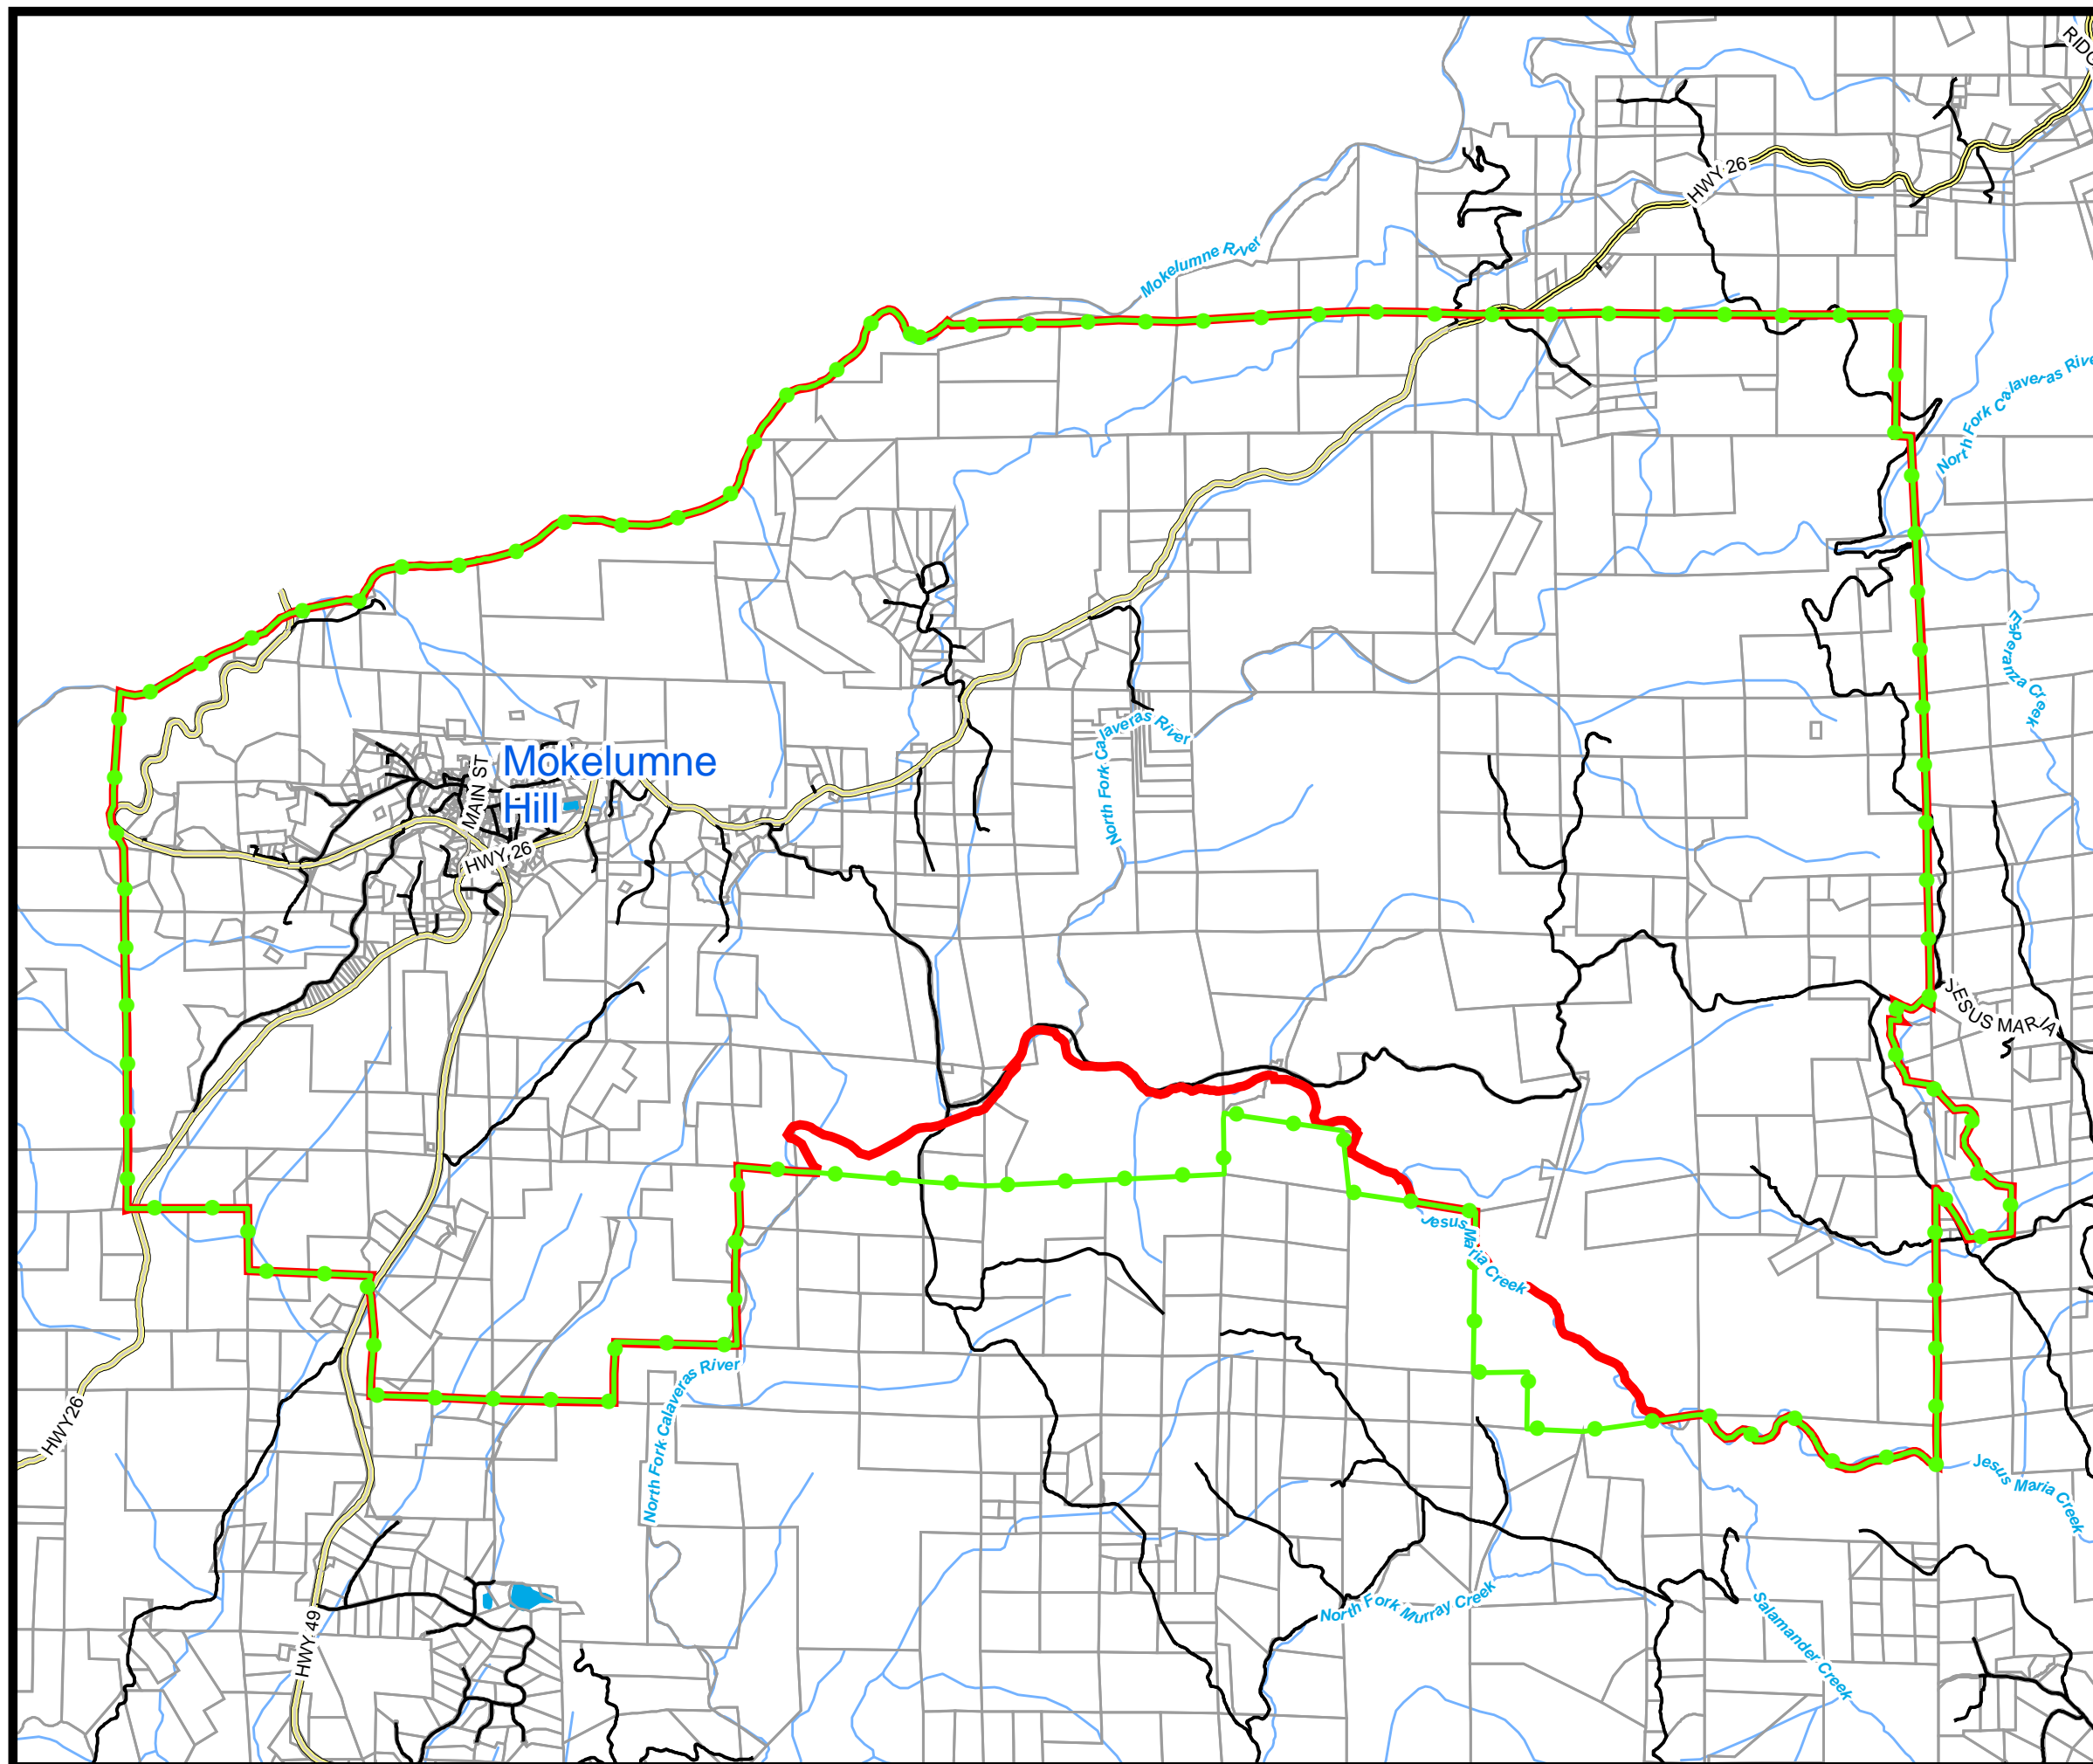 RIDG
HWY 26
Mokelumne River
North Fork Calaveras River
Esperanza Creek
North Fork Calaveras River
Mokelumne
Hill
MAIN ST
HWY 26
JESUS MARIA
Jesus Maria Creek
North Fork Calaveras River
HWY26
Jesus Maria Creek
North Fork Murray Creek
Salamander Creek
HWY 49